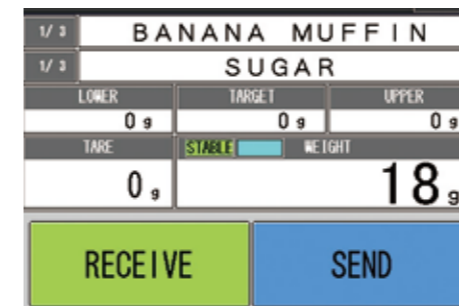 1/ 3 BANANA MUFFIN
1/ 3 SUGAR
LOWER TARGET UPPER
0 g 0 g 0 g
TARE STABLE WEIGHT
0 g 18 g
RECEIVE SEND